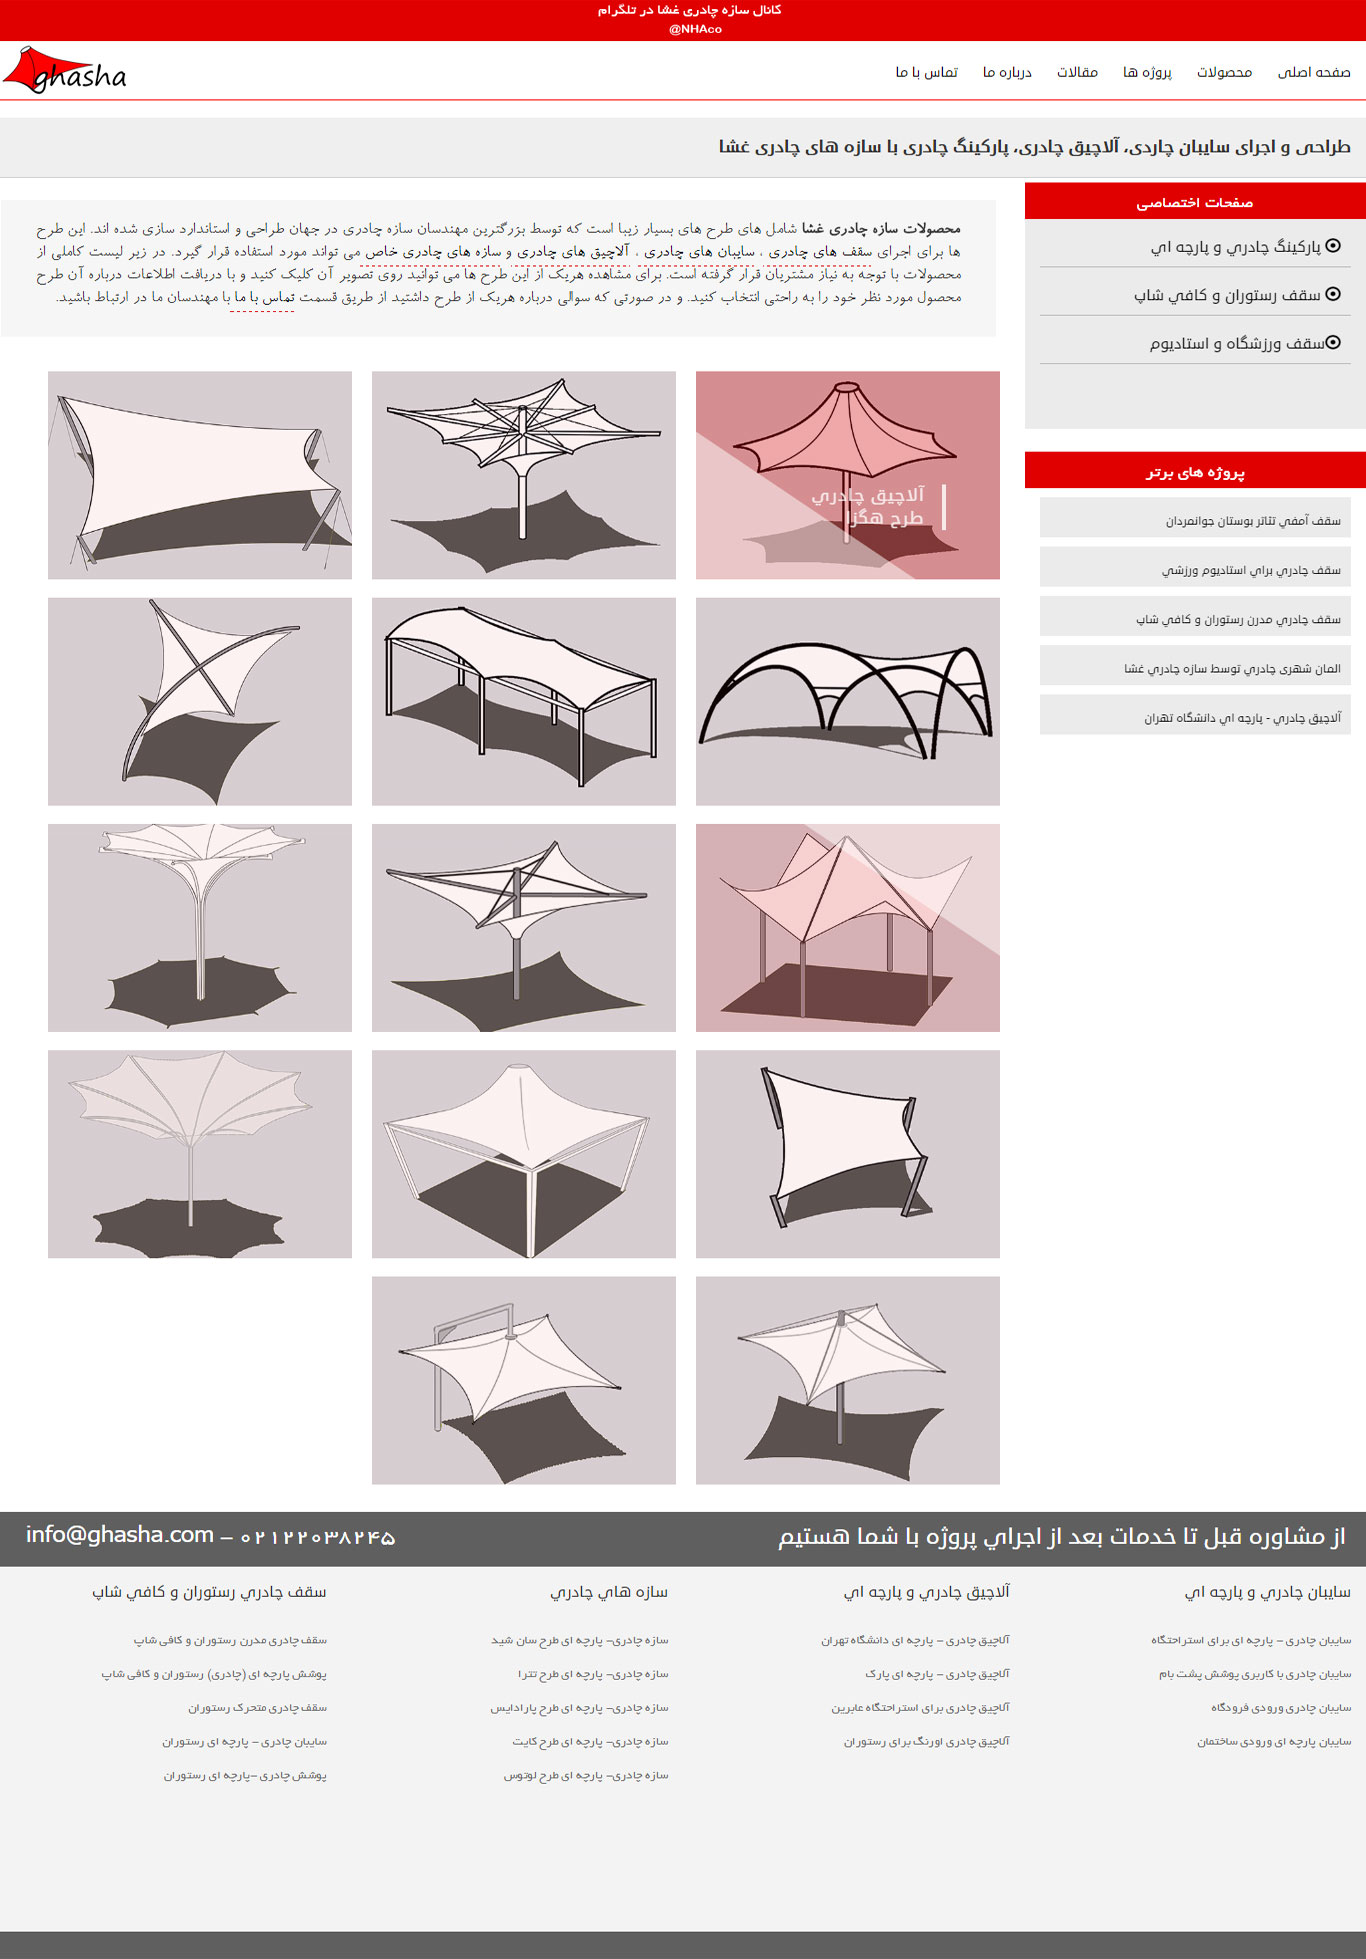 کانال سازه چادری غشا در تلگرام
@NHAco
ghasha
صفحه اصلی
محصولات
پروژه ها
مقالات
درباره ما
تماس با ما
طراحی و اجرای سایبان چاردی، آلاچیق چادری، پارکینگ چادری با سازه های چادری غشا
صفحات اختصاصی
پارکینگ چادري و پارچه اي
سقف رستوران و کافي شاپ
سقف ورزشگاه و استادیوم
پروژه های برتر
سقف آمفي تئاتر بوستان جوانمردان
سقف چادري براي استادیوم ورزشي
سقف چادري مدرن رستوران و کافي شاپ
المان شهری چادري توسط سازه چادري غشا
آلاچیق چادري - پارچه اي دانشگاه تهران
محصولات سازه چادری غشا شامل های طرح های بسیار زیبا است که توسط بزرگترین مهندسان سازه چادری در جهان طراحی و استاندارد سازی شده اند. این طرح
ها برای اجرای سقف های چادری ، سایبان های چادری ، آلاچیق های چادری و سازه های چادری خاص می تواند مورد استفاده قرار گیرد. در زیر لیست کاملی از
محصولات با توجه به نیاز مشتریان قرار گرفته است. برای مشاهده هریک از این طرح ها می توانید روی تصویر آن کلیک کنید و با دریافت اطلاعات درباره آن طرح
محصول مورد نظر خود را به راحتی انتخاب کنید. و در صورتی که سوالی درباره هریک از طرح داشتید از طریق قسمت تماس با ما با مهندسان ما در ارتباط باشید.
آلاچیق چادري
طرح هگزا
از مشاوره قبل تا خدمات بعد از اجراي پروژه با شما هستیم
info@ghasha.com – ۰۲۱۲۲۰۳۸۲۴۵
سایبان چادري و پارچه اي
سایبان چادری – پارچه ای برای استراحتگاه
سایبان چادری با کاربری پوشش پشت بام
سایبان چادری ورودی فرودگاه
سایبان پارچه ای ورودی ساختمان
آلاچیق چادري و پارچه اي
آلاچیق چادری – پارچه ای دانشگاه تهران
آلاچیق چادری – پارچه ای پارک
آلاچیق چادری برای استراحتگاه عابرین
آلاچیق چادری اورنگ برای رستوران
سازه هاي چادري
سازه چادری– پارچه ای طرح سان شید
سازه چادری– پارچه ای طرح تترا
سازه چادری– پارچه ای طرح پارادایس
سازه چادری– پارچه ای طرح کایت
سازه چادری– پارچه ای طرح لوتوس
سقف چادري رستوران و کافي شاپ
سقف چادری مدرن رستوران و کافی شاپ
پوشش پارچه ای (چادری) رستوران و کافی شاپ
سقف چادری متحرک رستوران
سایبان چادری – پارچه ای رستوران
پوشش چادری –پارچه ای رستوران